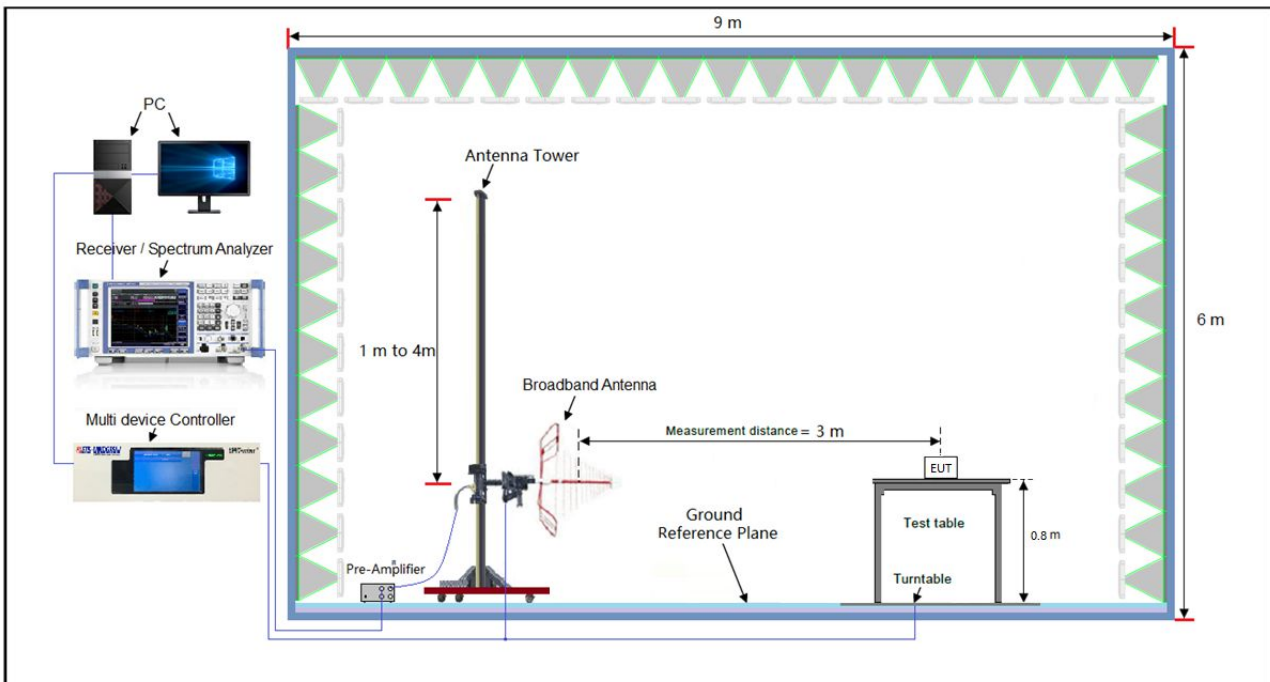 9 m
PC
Antenna Tower
Receiver / Spectrum Analyzer
6 m
1 m to 4m
Broadband Antenna
Multi device Controller
Measurement distance = 3 m
EUT
Ground
Reference Plane
Test table
0.8 m
Pre-Amplifier
Turntable